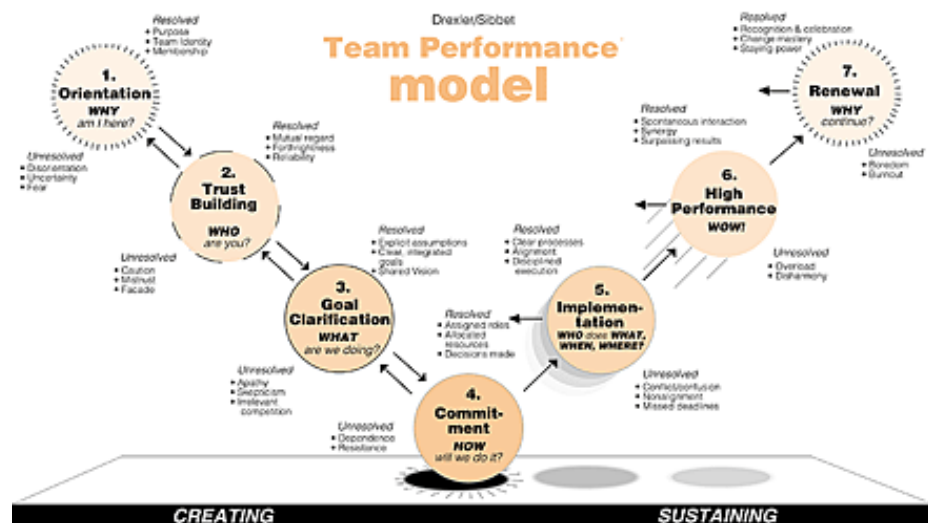 Drexler/Sibbet
Team Performance
model
Resolved
Purpose
Team Identity
Membership
1.
Orientation
WHY
am I here?
Unresolved
Disorientation
Uncertainty
Fear
Resolved
Mutual regard
Forthrightness
Reliability
2.
Trust
Building
WHO
are you?
Unresolved
Caution
Mistrust
Facade
Resolved
Explicit assumptions
Clear, integrated
goals
Shared Vision
3.
Goal
Clarification
WHAT
are we doing?
Unresolved
Apathy
Skepticism
Irrelevant
competition
Resolved
Assigned roles
Allocated
resources
Decisions made
4.
Commit-
ment
HOW
will we do it?
Unresolved
Dependence
Resistance
Resolved
Clear processes
Alignment
Disciplined
execution
5.
Implemen-
tation
WHO does WHAT,
WHEN, WHERE?
Unresolved
Conflict/confusion
Nonalignment
Missed deadlines
Resolved
Spontaneous interaction
Synergy
Surpassing results
6.
High
Performance
WOW!
Unresolved
Overload
Disharmony
Resolved
Recognition & celebration
Change mastery
Staying power
7.
Renewal
WHY
continue?
Unresolved
Boredom
Burnout
CREATING
SUSTAINING